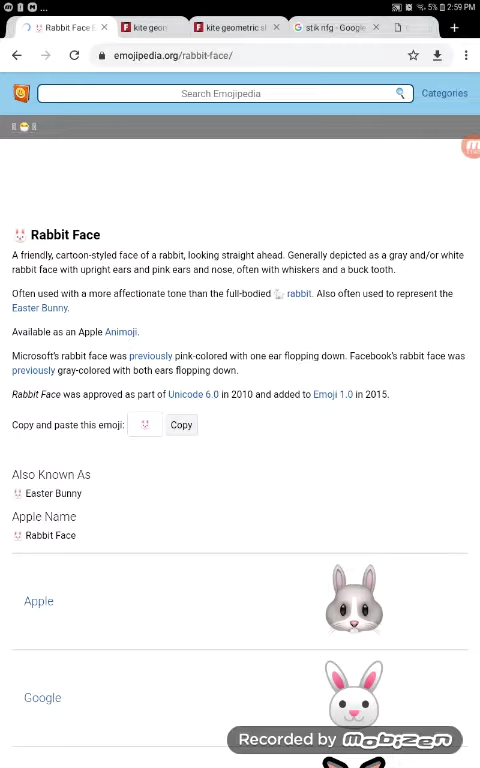 5% 2:59 PM
Rabbit Face E
kite geon
kite geometric sl
stik nfg - Google
emojipedia.org/rabbit-face/
Search Emojipedia
Categories
Rabbit Face
A friendly, cartoon-styled face of a rabbit, looking straight ahead. Generally depicted as a gray and/or white
rabbit face with upright ears and pink ears and nose, often with whiskers and a buck tooth.
Often used with a more affectionate tone than the full-bodied 🐇 rabbit. Also often used to represent the
Easter Bunny.
Available as an Apple Animoji.
Microsoft's rabbit face was previously pink-colored with one ear flopping down. Facebook's rabbit face was
previously gray-colored with both ears flopping down.
Rabbit Face was approved as part of Unicode 6.0 in 2010 and added to Emoji 1.0 in 2015.
Copy and paste this emoji: 🐰 Copy
Also Known As
🐰 Easter Bunny
Apple Name
🐰 Rabbit Face
Apple
Google
Recorded by Mobizen